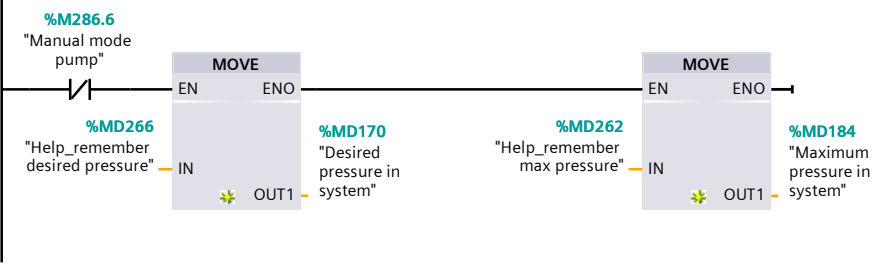 %M286.6
"Manual mode
pump"
MOVE
EN
ENO
%MD266
"Help_remember
desired pressure"
IN
OUT1
%MD170
"Desired
pressure in
system"
MOVE
EN
ENO
%MD262
"Help_remember
max pressure"
IN
OUT1
%MD184
"Maximum
pressure in
system"